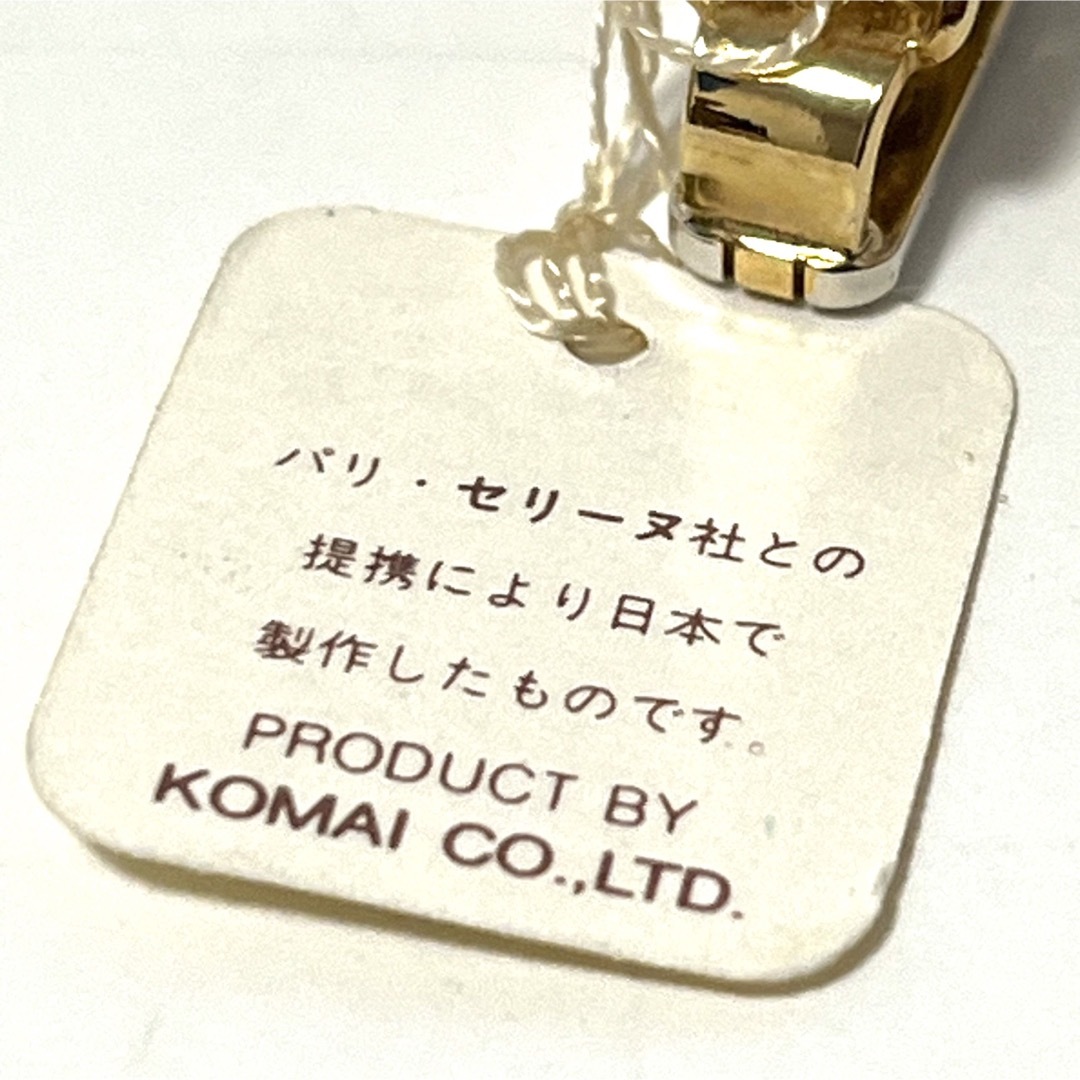 パリ・セリーヌ社との
提携により日本で
製作したものです。
PRODUCT BY
KOMAI CO.,LTD.